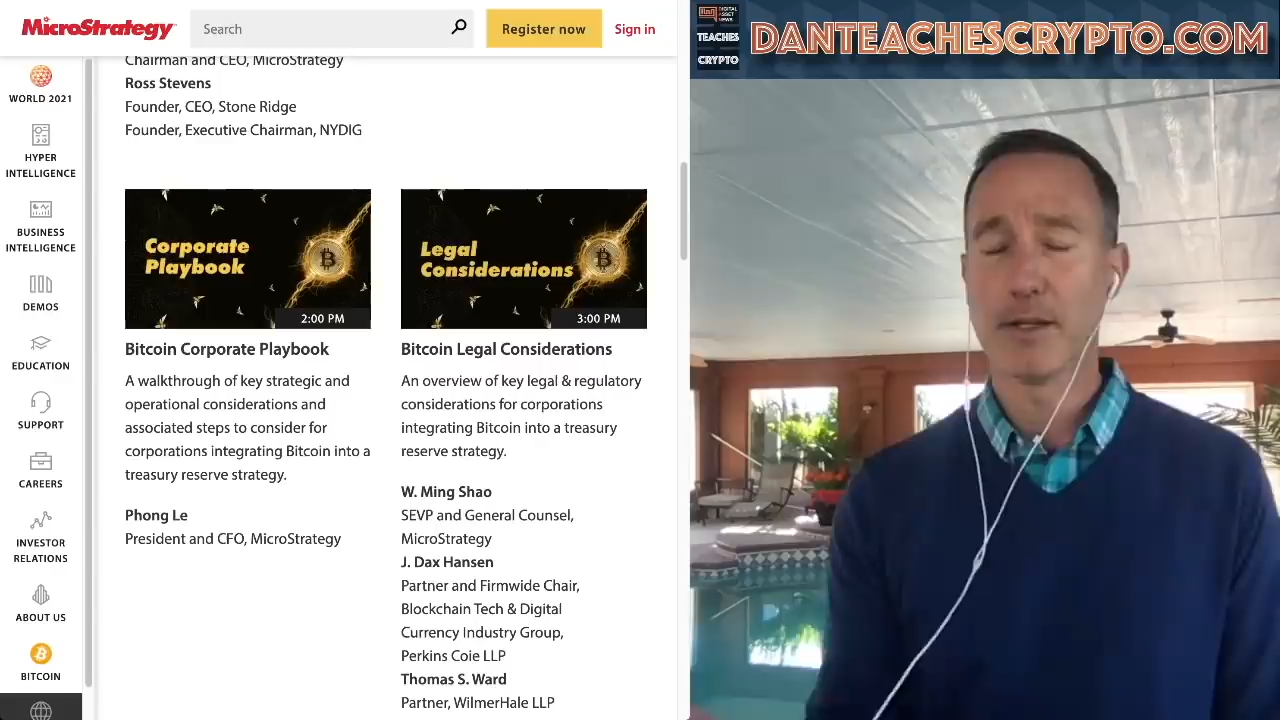 MicroStrategy
Search
Register now
Sign in
WORLD 2021
HYPER
INTELLIGENCE
BUSINESS
INTELLIGENCE
DEMOS
EDUCATION
SUPPORT
CAREERS
INVESTOR
RELATIONS
ABOUT US
BITCOIN
Chairman and CEO, MicroStrategy
Ross Stevens
Founder, CEO, Stone Ridge
Founder, Executive Chairman, NYDIG
Corporate
Playbook
2:00 PM
Bitcoin Corporate Playbook
A walkthrough of key strategic and
operational considerations and
associated steps to consider for
corporations integrating Bitcoin into a
treasury reserve strategy.
Phong Le
President and CFO, MicroStrategy
Legal
Considerations
3:00 PM
Bitcoin Legal Considerations
An overview of key legal & regulatory
considerations for corporations
integrating Bitcoin into a treasury
reserve strategy.
W. Ming Shao
SEVP and General Counsel,
MicroStrategy
J. Dax Hansen
Partner and Firmwide Chair,
Blockchain Tech & Digital
Currency Industry Group,
Perkins Coie LLP
Thomas S. Ward
Partner, WilmerHale LLP
DIGITAL
ASSET
NEWS
TEACHES
CRYPTO
DANTEACHESCRYPTO.COM